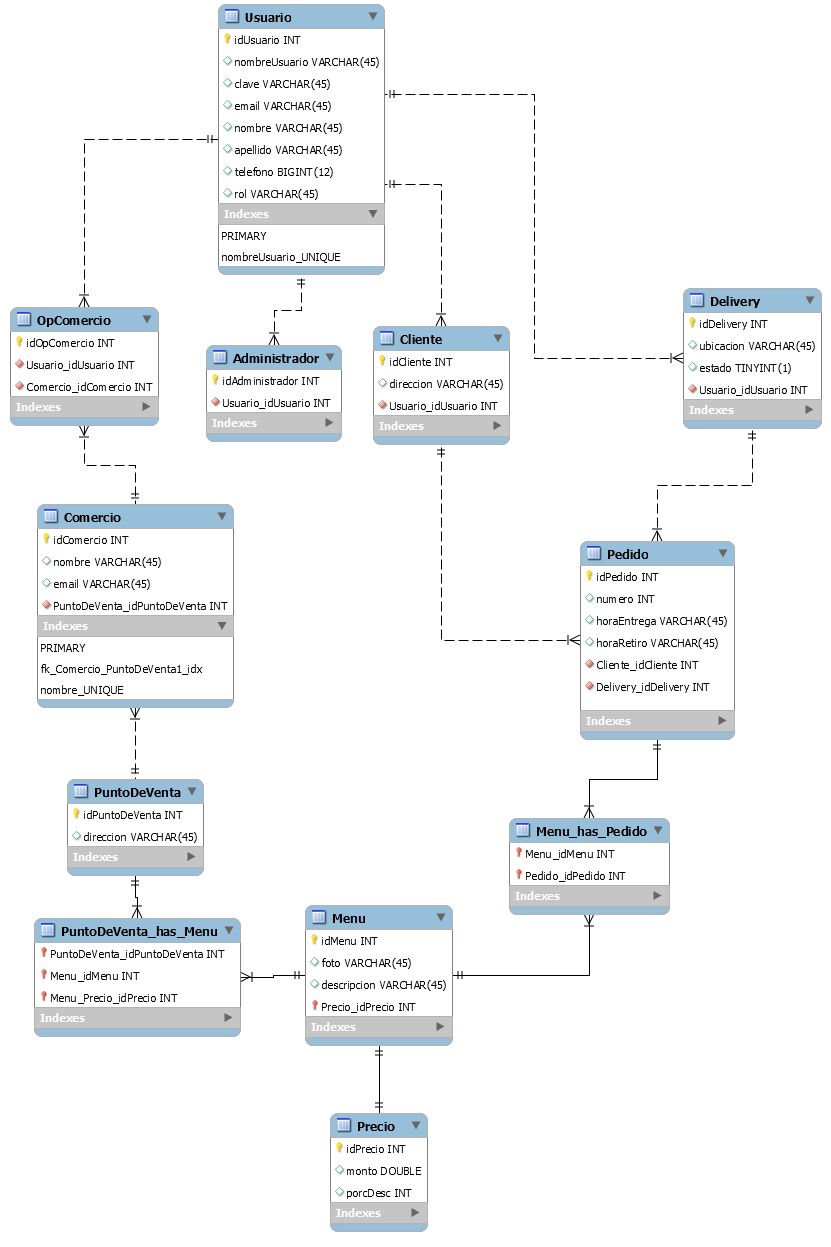 Usuario
idUsuario INT
nombreUsuario VARCHAR(45)
clave VARCHAR(45)
email VARCHAR(45)
nombre VARCHAR(45)
apellido VARCHAR(45)
telefono BIGINT(12)
rol VARCHAR(45)
Indexes
PRIMARY
nombreUsuario_UNIQUE
OpComercio
idOpComercio INT
Usuario_idUsuario INT
Comercio_idComercio INT
Indexes
Administrador
idAdministrador INT
Usuario_idUsuario INT
Indexes
Cliente
idCliente INT
direccion VARCHAR(45)
Usuario_idUsuario INT
Indexes
Delivery
idDelivery INT
ubicacion VARCHAR(45)
estado TINYINT(1)
Usuario_idUsuario INT
Indexes
Comercio
idComercio INT
nombre VARCHAR(45)
email VARCHAR(45)
PuntoDeVenta_idPuntoDeVenta INT
Indexes
PRIMARY
fk_Comercio_PuntoDeVenta1_idx
nombre_UNIQUE
Pedido
idPedido INT
numero INT
horaEntrega VARCHAR(45)
horaRetiro VARCHAR(45)
Cliente_idCliente INT
Delivery_idDelivery INT
Indexes
PuntoDeVenta
idPuntoDeVenta INT
direccion VARCHAR(45)
Indexes
Menu_has_Pedido
Menu_idMenu INT
Pedido_idPedido INT
Indexes
PuntoDeVenta_has_Menu
PuntoDeVenta_idPuntoDeVenta INT
Menu_idMenu INT
Menu_Precio_idPrecio INT
Indexes
Menu
idMenu INT
foto VARCHAR(45)
descripcion VARCHAR(45)
Precio_idPrecio INT
Indexes
Precio
idPrecio INT
monto DOUBLE
porcDesc INT
Indexes